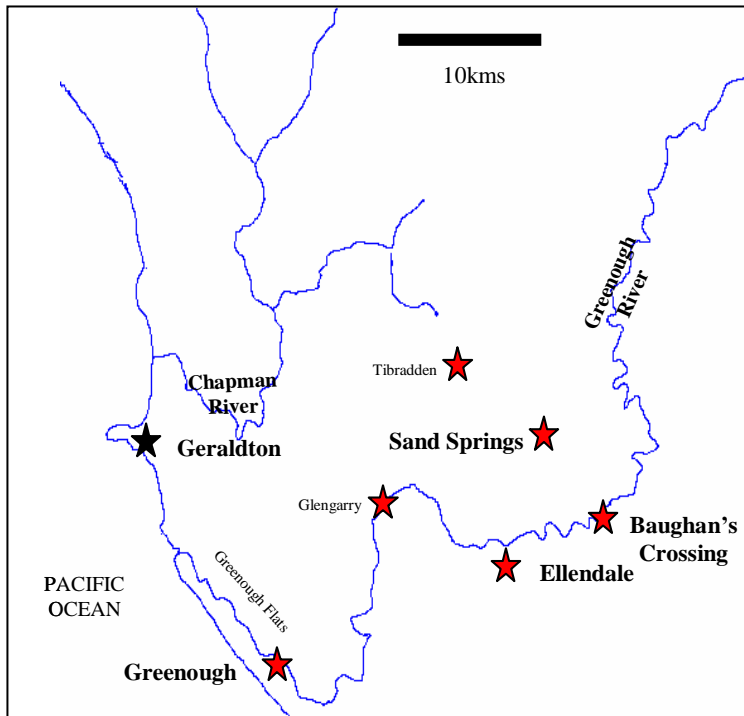 10kms
Greenough
River
Tibradden
Chapman
River
Geraldton
Sand Springs
Glengarry
Baughan's
Crossing
Ellendale
Greenough Flats
PACIFIC
OCEAN
Greenough